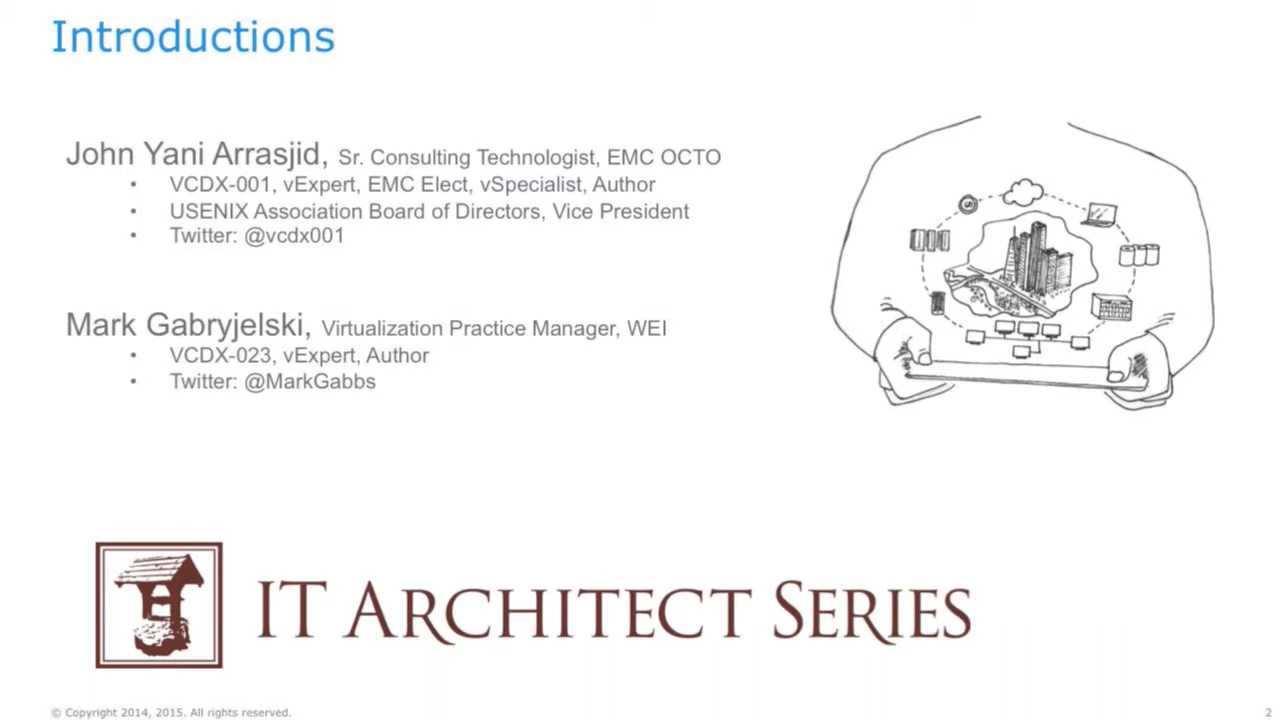 Introductions
John Yani Arrasjid, Sr. Consulting Technologist, EMC OCTO
• VCDX-001, vExpert, EMC Elect, vSpecialist, Author
• USENIX Association Board of Directors, Vice President
• Twitter: @vcdx001
Mark Gabryjelski, Virtualization Practice Manager, WEI
• VCDX-023, vExpert, Author
• Twitter: @MarkGabbs
IT ARCHITECT SERIES
© Copyright 2014, 2015. All rights reserved.
2